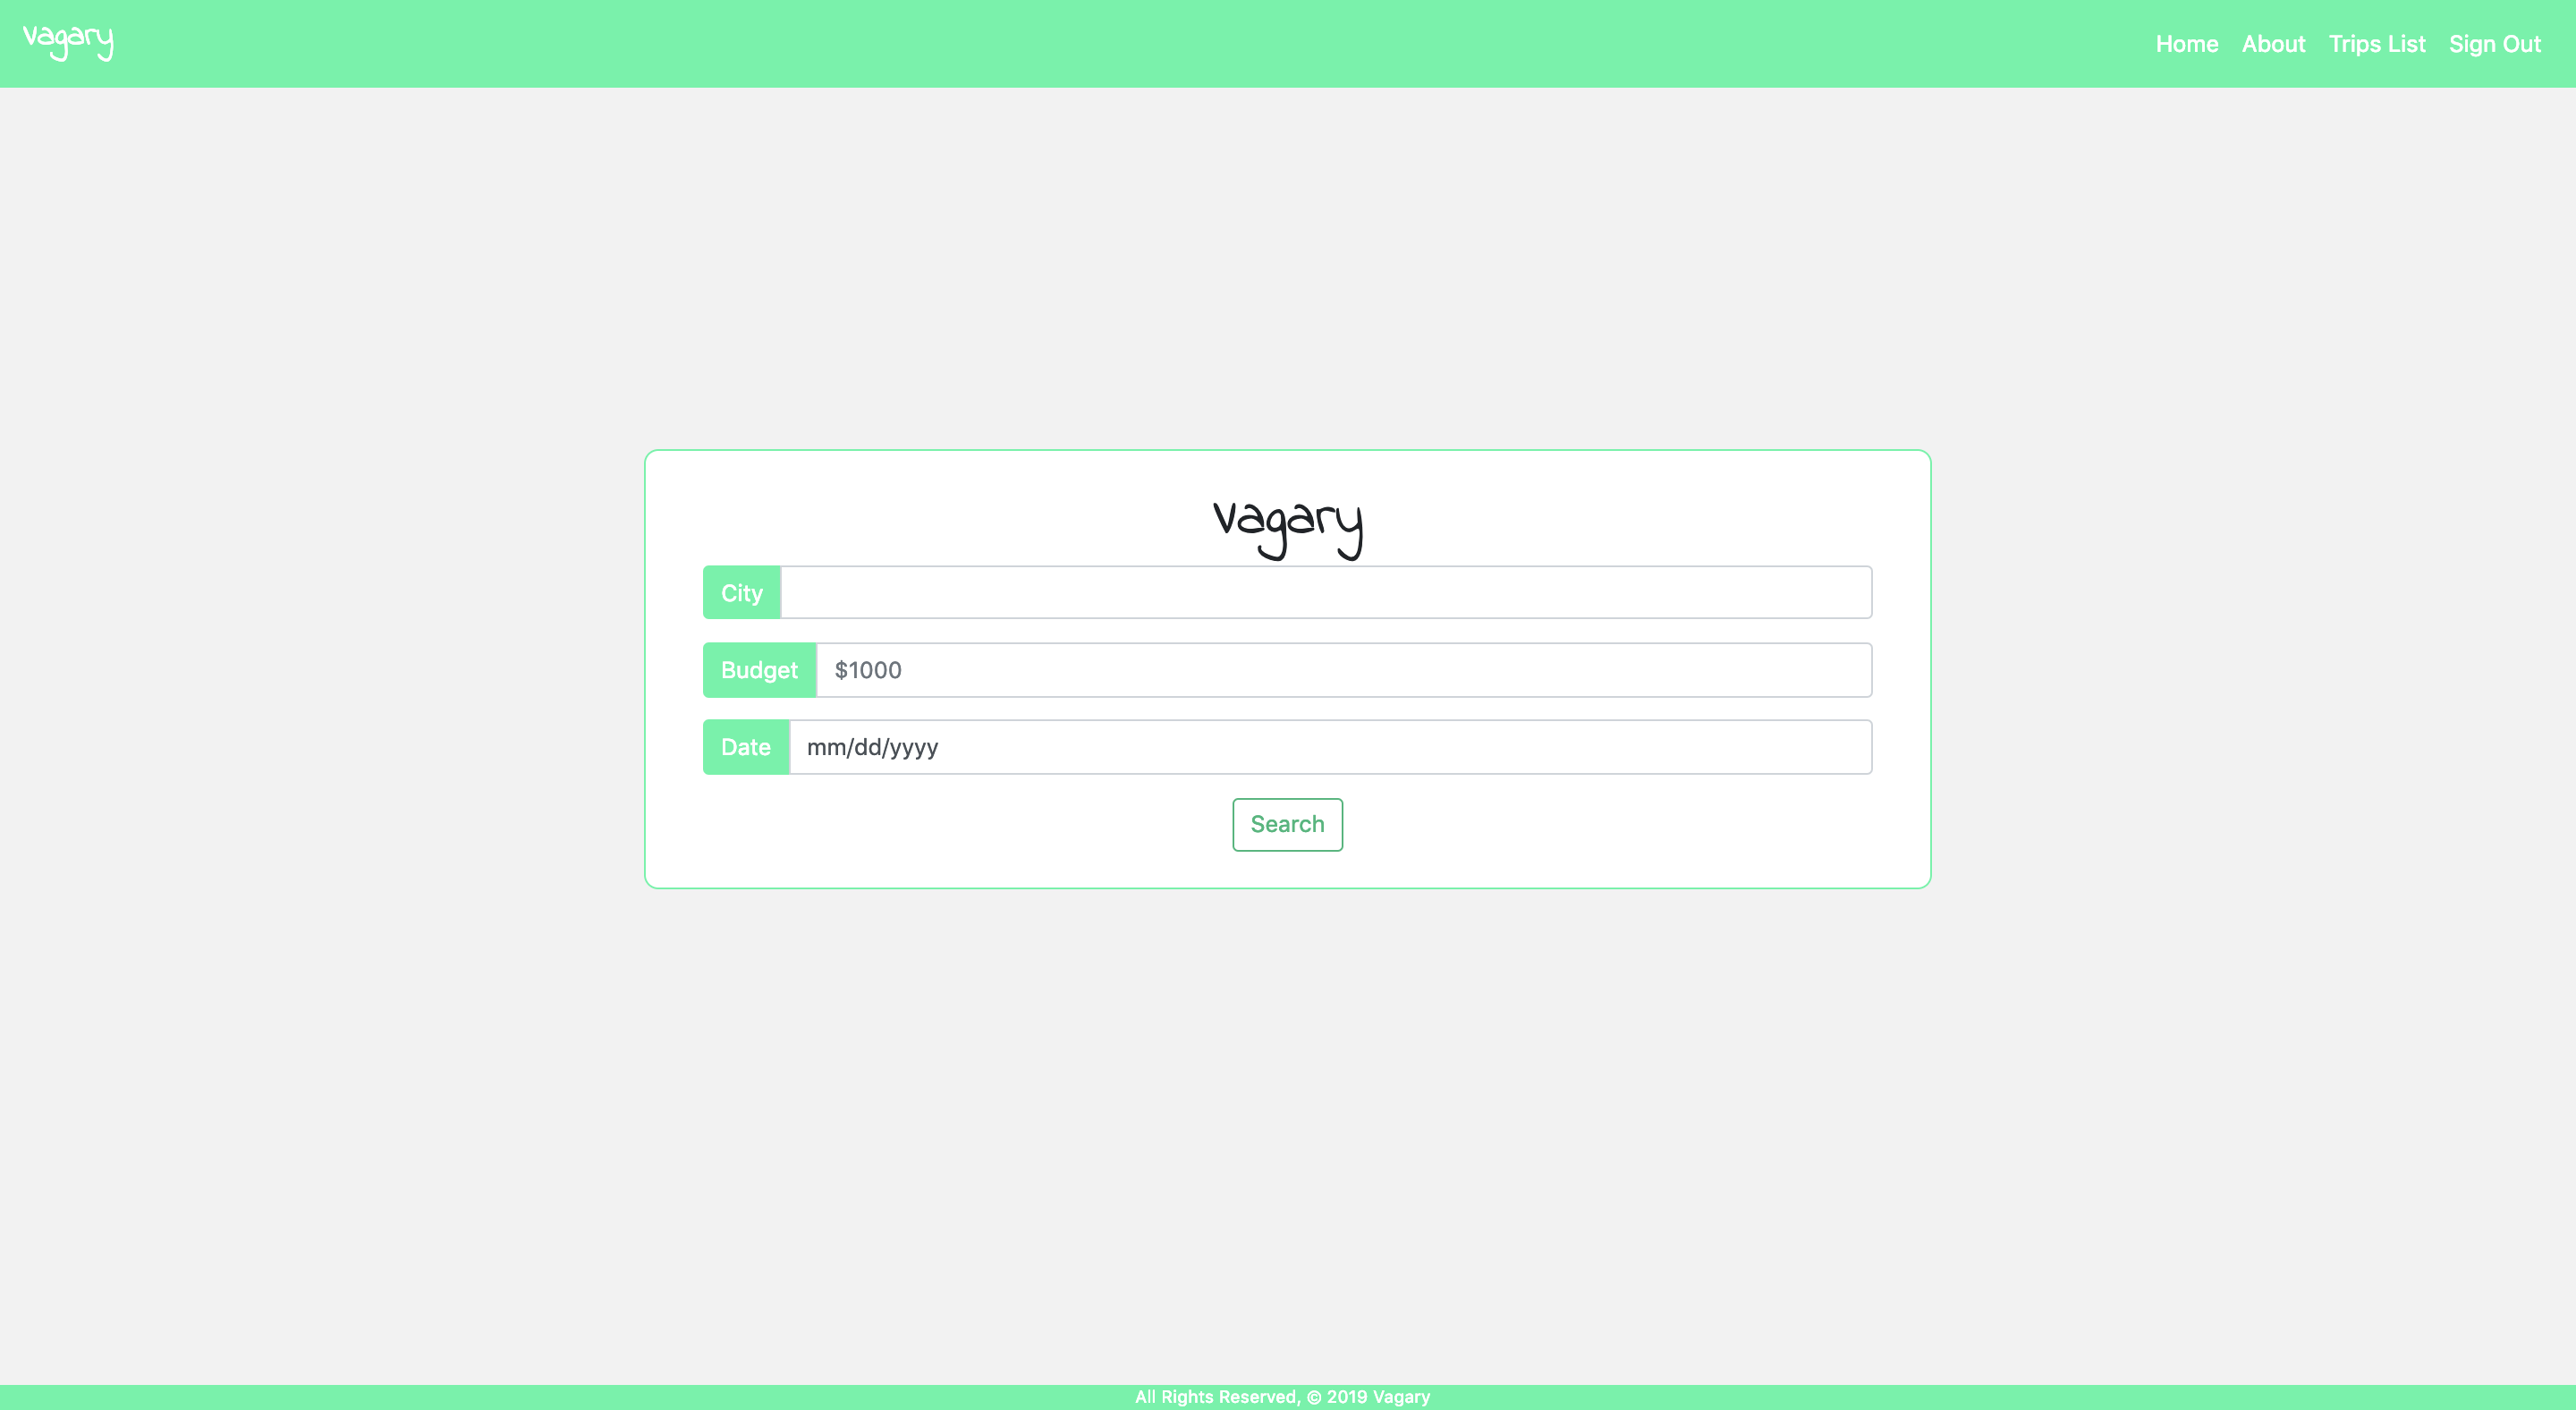 Vagary
Home About Trips List Sign Out
Vagary
City
Budget $1000
Date mm/dd/yyyy
Search
All Rights Reserved, © 2019 Vagary